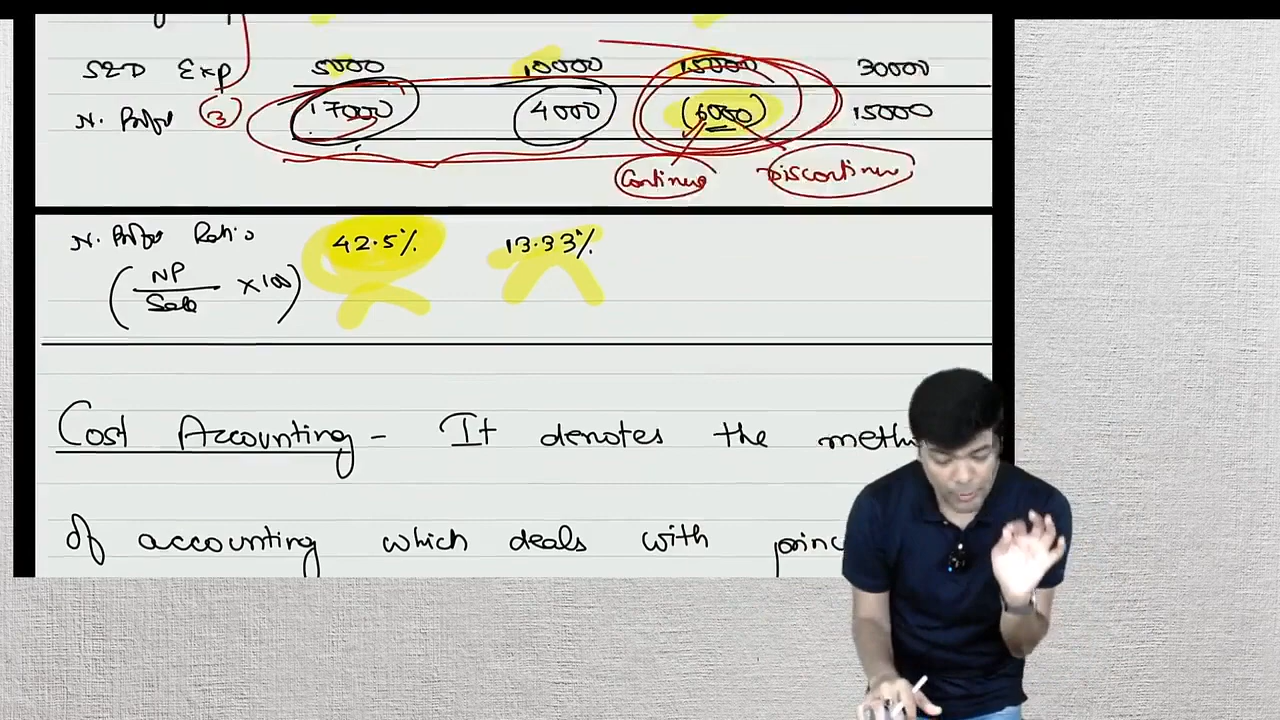 S&D Exp 5000 10000 15000 30000
N. Profit 3 17000 4000 (6000) 15000
Continue Discontinue
N. Profit Ratio 42.5% 13.33%
(NP/Sale ×100)
Cost Accounting - It denotes the meth
of accounting which deals with princ